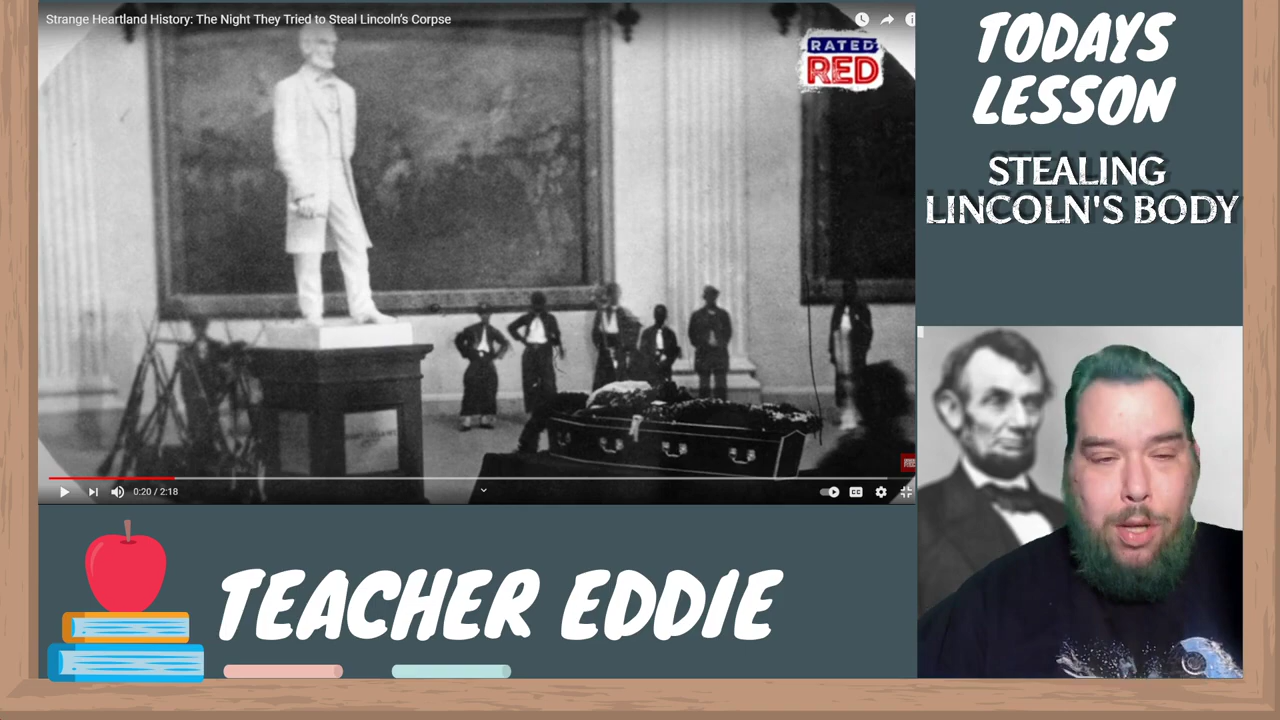 Strange Heartland History: The Night They Tried to Steal Lincoln's Corpse
RATED
RED
0:20 / 2:18
CC
TODAYS
LESSON
STEALING
LINCOLN'S BODY
TEACHER EDDIE